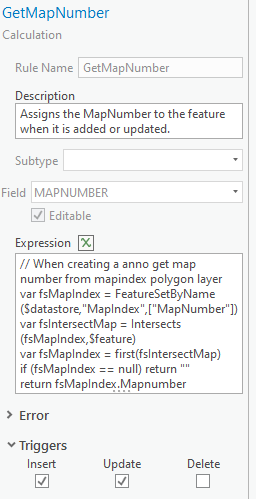 GetMapNumber
Calculation
Rule Name GetMapNumber
Description
Assigns the MapNumber to the feature
when it is added or updated.
Subtype
Field MAPNUMBER
Editable
Expression
// When creating a anno get map
number from mapindex polygon layer
var fsMapIndex = FeatureSetByName
($datastore,"MapIndex",["MapNumber"])
var fsIntersectMap = Intersects
(fsMapIndex,$feature)
var fsMapIndex = first(fsIntersectMap)
if (fsMapIndex == null) return ""
return fsMapIndex.Mapnumber
Error
Triggers
Insert Update Delete